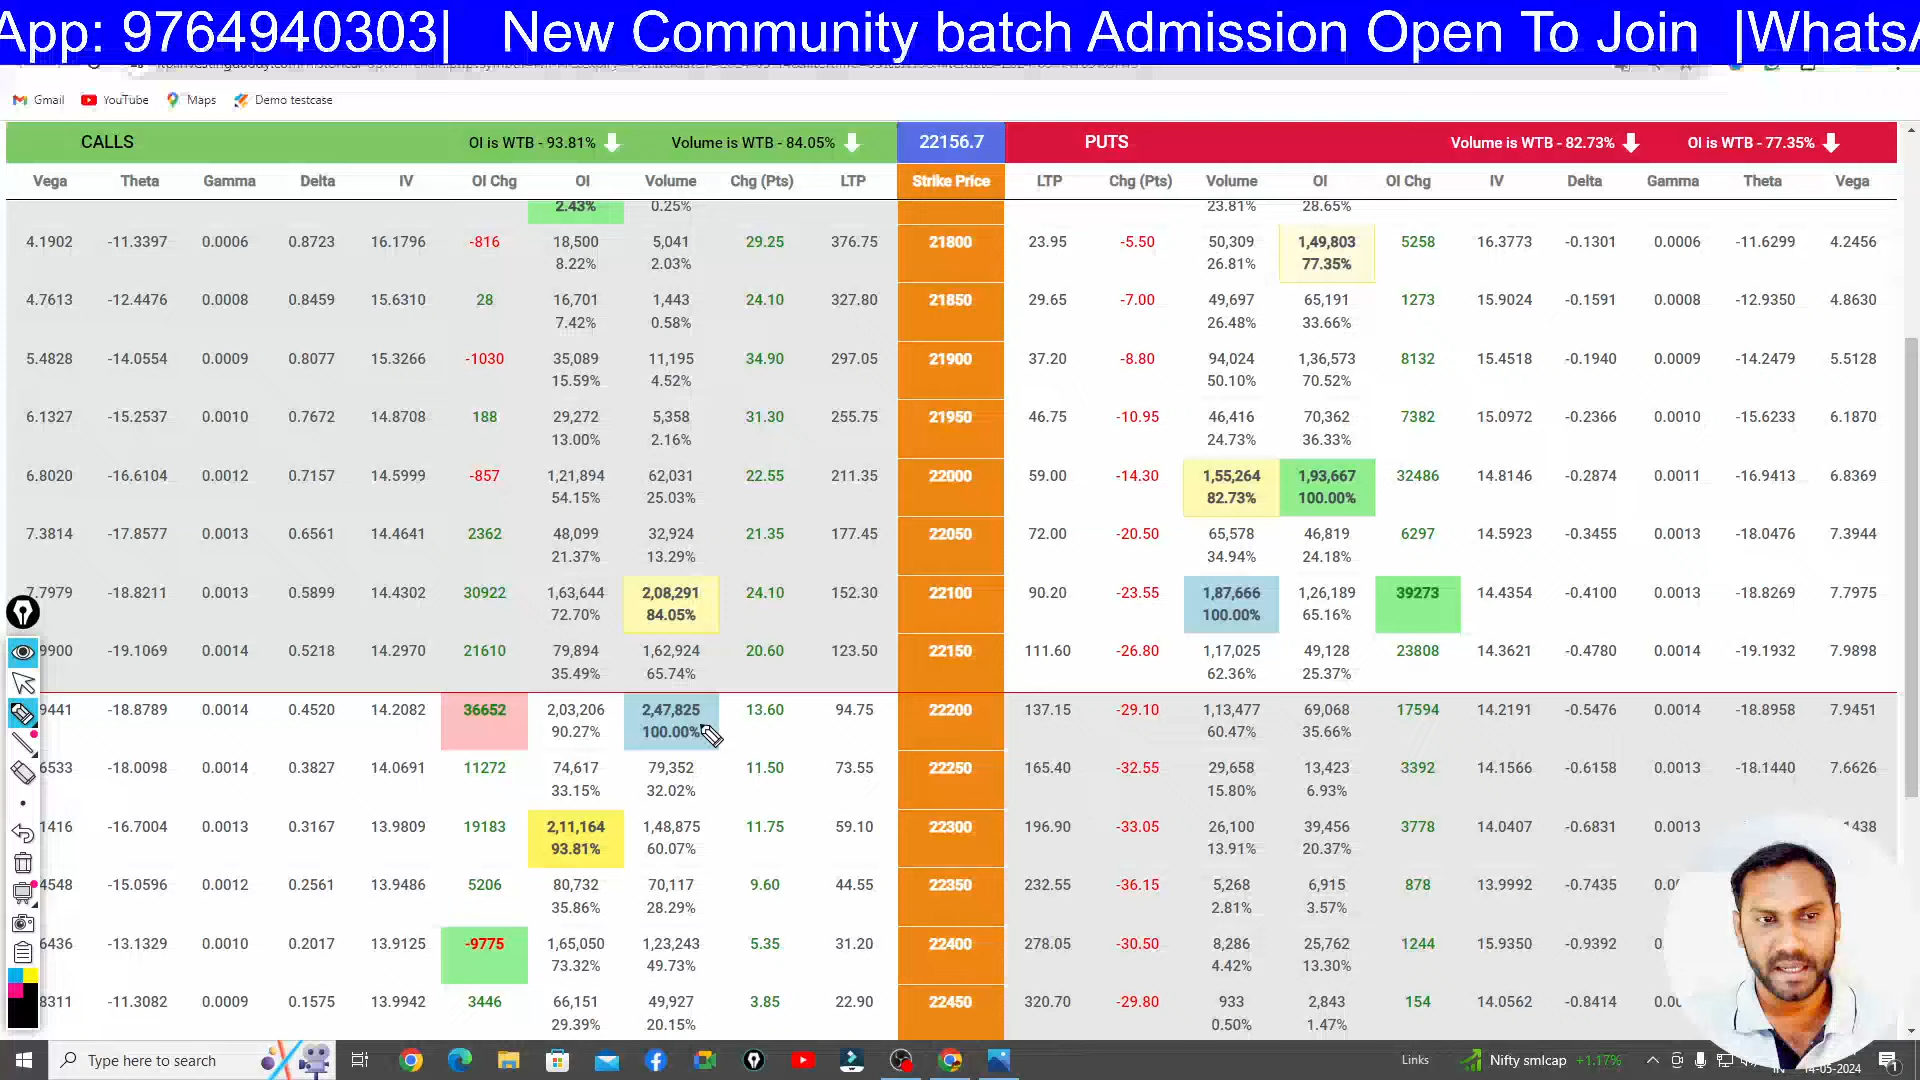 App: 9764940303|   New Community batch Admission Open To Join   |WhatsA
Gmail YouTube Maps Demo testcase
CALLS OI is WTB - 93.81% Volume is WTB - 84.05% 22156.7 PUTS Volume is WTB - 82.73% OI is WTB - 77.35%
Vega Theta Gamma Delta IV OI Chg OI Volume Chg (Pts) LTP Strike Price LTP Chg (Pts) Volume OI OI Chg IV Delta Gamma Theta Vega
2.43% 0.25% 23.81% 28.65%
4.1902 -11.3397 0.0006 0.8723 16.1796 -816 18,500 5,041 29.25 376.75 21800 23.95 -5.50 50,309 1,49,803 5258 16.3773 -0.1301 0.0006 -11.6299 4.2456
8.22% 2.03% 26.81% 77.35%
4.7613 -12.4476 0.0008 0.8459 15.6310 28 16,701 1,443 24.10 327.80 21850 29.65 -7.00 49,697 65,191 1273 15.9024 -0.1591 0.0008 -12.9350 4.8630
7.42% 0.58% 26.48% 33.66%
5.4828 -14.0554 0.0009 0.8077 15.3266 -1030 35,089 11,195 34.90 297.05 21900 37.20 -8.80 94,024 1,36,573 8132 15.4518 -0.1940 0.0009 -14.2479 5.5128
15.59% 4.52% 50.10% 70.52%
6.1327 -15.2537 0.0010 0.7672 14.8708 188 29,272 5,358 31.30 255.75 21950 46.75 -10.95 46,416 70,362 7382 15.0972 -0.2366 0.0010 -15.6233 6.1870
13.00% 2.16% 24.73% 36.33%
6.8020 -16.6104 0.0012 0.7157 14.5999 -857 1,21,894 62,031 22.55 211.35 22000 59.00 -14.30 1,55,264 1,93,667 32486 14.8146 -0.2874 0.0011 -16.9413 6.8369
54.15% 25.03% 82.73% 100.00%
7.3814 -17.8577 0.0013 0.6561 14.4641 2362 48,099 32,924 21.35 177.45 22050 72.00 -20.50 65,578 46,819 6297 14.5923 -0.3455 0.0013 -18.0476 7.3944
21.37% 13.29% 34.94% 24.18%
7.7979 -18.8211 0.0013 0.5899 14.4302 30922 1,63,644 2,08,291 24.10 152.30 22100 90.20 -23.55 1,87,666 1,26,189 39273 14.4354 -0.4100 0.0013 -18.8269 7.7975
72.70% 84.05% 100.00% 65.16%
9900 -19.1069 0.0014 0.5218 14.2970 21610 79,894 1,62,924 20.60 123.50 22150 111.60 -26.80 1,17,025 49,128 23808 14.3621 -0.4780 0.0014 -19.1932 7.9898
35.49% 65.74% 62.36% 25.37%
9441 -18.8789 0.0014 0.4520 14.2082 36652 2,03,206 2,47,825 13.60 94.75 22200 137.15 -29.10 1,13,477 69,068 17594 14.2191 -0.5476 0.0014 -18.8958 7.9451
90.27% 100.00% 60.47% 35.66%
6533 -18.0098 0.0014 0.3827 14.0691 11272 74,617 79,352 11.50 73.55 22250 165.40 -32.55 29,658 13,423 3392 14.1566 -0.6158 0.0013 -18.1440 7.6626
33.15% 32.02% 15.80% 6.93%
1416 -16.7004 0.0013 0.3167 13.9809 19183 2,11,164 1,48,875 11.75 59.10 22300 196.90 -33.05 26,100 39,456 3778 14.0407 -0.6831 0.0013 1438
93.81% 60.07% 13.91% 20.37%
4548 -15.0596 0.0012 0.2561 13.9486 5206 80,732 70,117 9.60 44.55 22350 232.55 -36.15 5,268 6,915 878 13.9992 -0.7435 0.00
35.86% 28.29% 2.81% 3.57%
6436 -13.1329 0.0010 0.2017 13.9125 -9775 1,65,050 1,23,243 5.35 31.20 22400 278.05 -30.50 8,286 25,762 1244 15.9350 -0.9392 0.
73.32% 49.73% 4.42% 13.30%
8311 -11.3082 0.0009 0.1575 13.9942 3446 66,151 49,927 3.85 22.90 22450 320.70 -29.80 933 2,843 154 14.0562 -0.8414 0.00
29.39% 20.15% 0.50% 1.47%
Type here to search Links Nifty smlcap +1.17% 14-05-2024 1